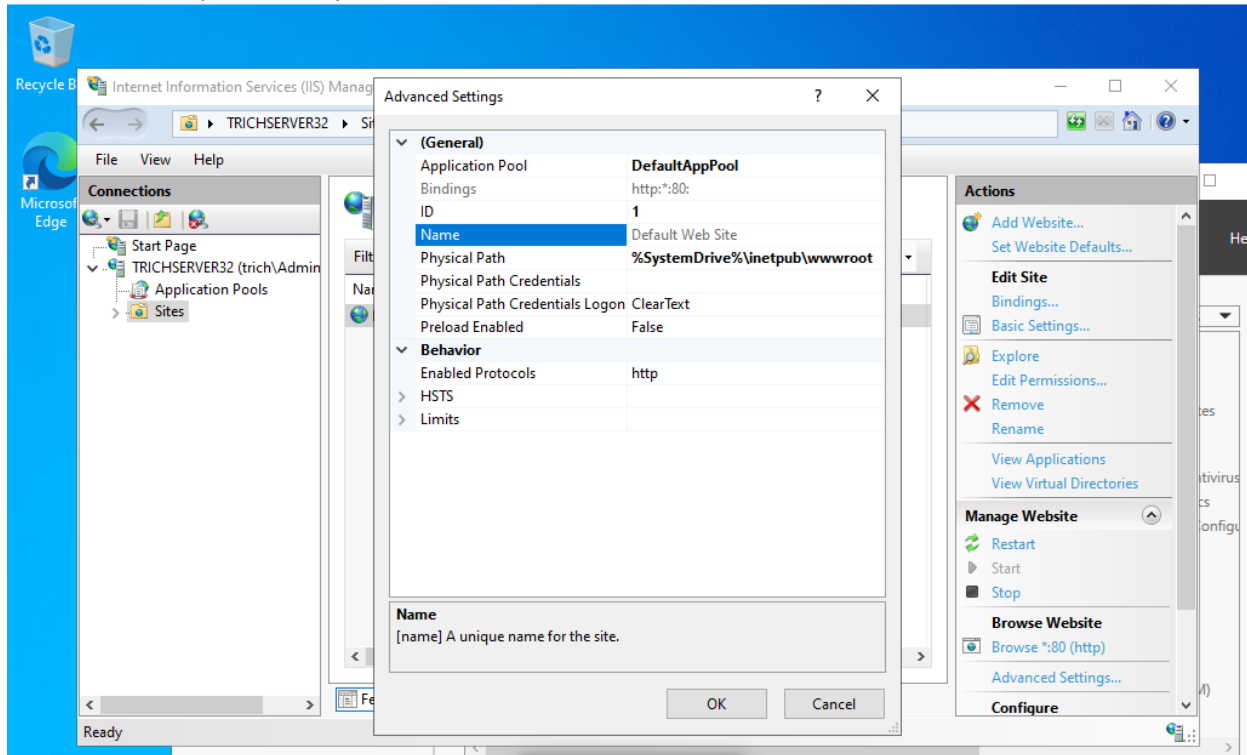 Recycle B
Microsof
Edge
Internet Information Services (IIS) Manag
TRICHSERVER32
File View Help
Connections
Start Page
TRICHSERVER32 (trich\Admin
Application Pools
Sites
Filt
Advanced Settings
?
(General)
Application Pool DefaultAppPool
Bindings http:*:80:
ID 1
Name Default Web Site
Physical Path %SystemDrive%\inetpub\wwwroot
Physical Path Credentials
Physical Path Credentials Logon ClearText
Preload Enabled False
Behavior
Enabled Protocols http
HSTS
Limits
Name
[name] A unique name for the site.
OK Cancel
Actions
Add Website...
Set Website Defaults...
Edit Site
Bindings...
Basic Settings...
Explore
Edit Permissions...
Remove
Rename
View Applications
View Virtual Directories
Manage Website
Restart
Start
Stop
Browse Website
Browse *:80 (http)
Advanced Settings...
Configure
Ready
He
tivirus
onfigu